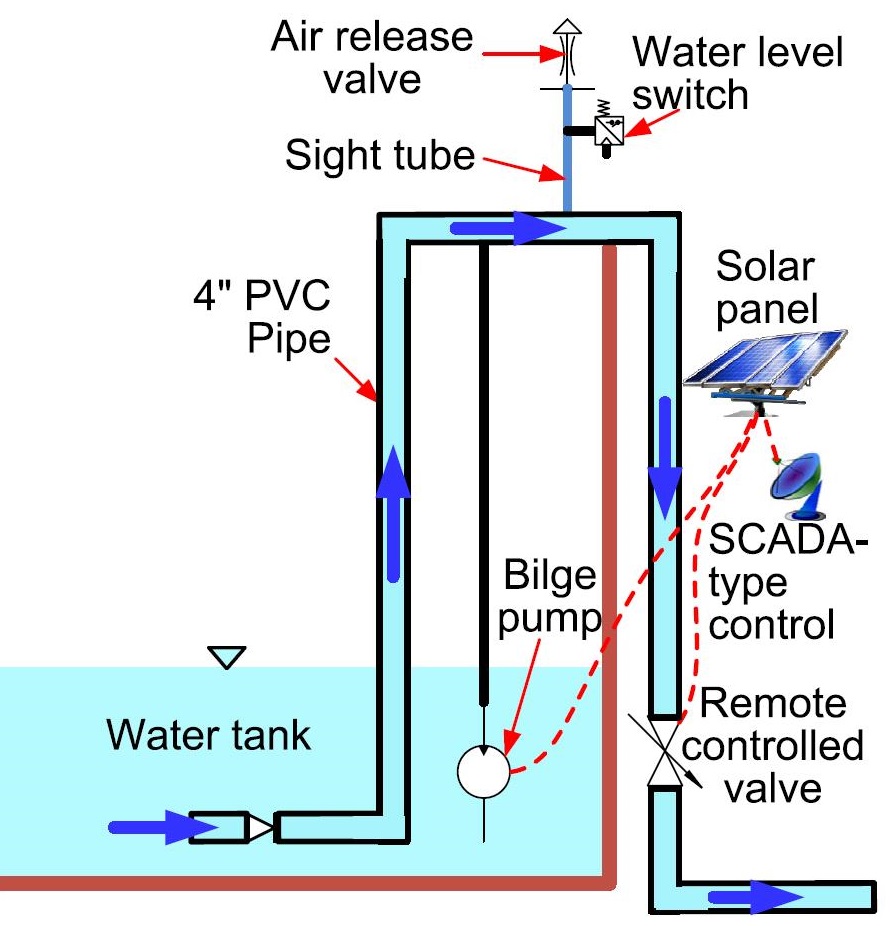 Air release
valve
Water level
switch
Sight tube
4" PVC
Pipe
Solar
panel
SCADA-
type
control
Bilge
pump
Water tank
Remote
controlled
valve